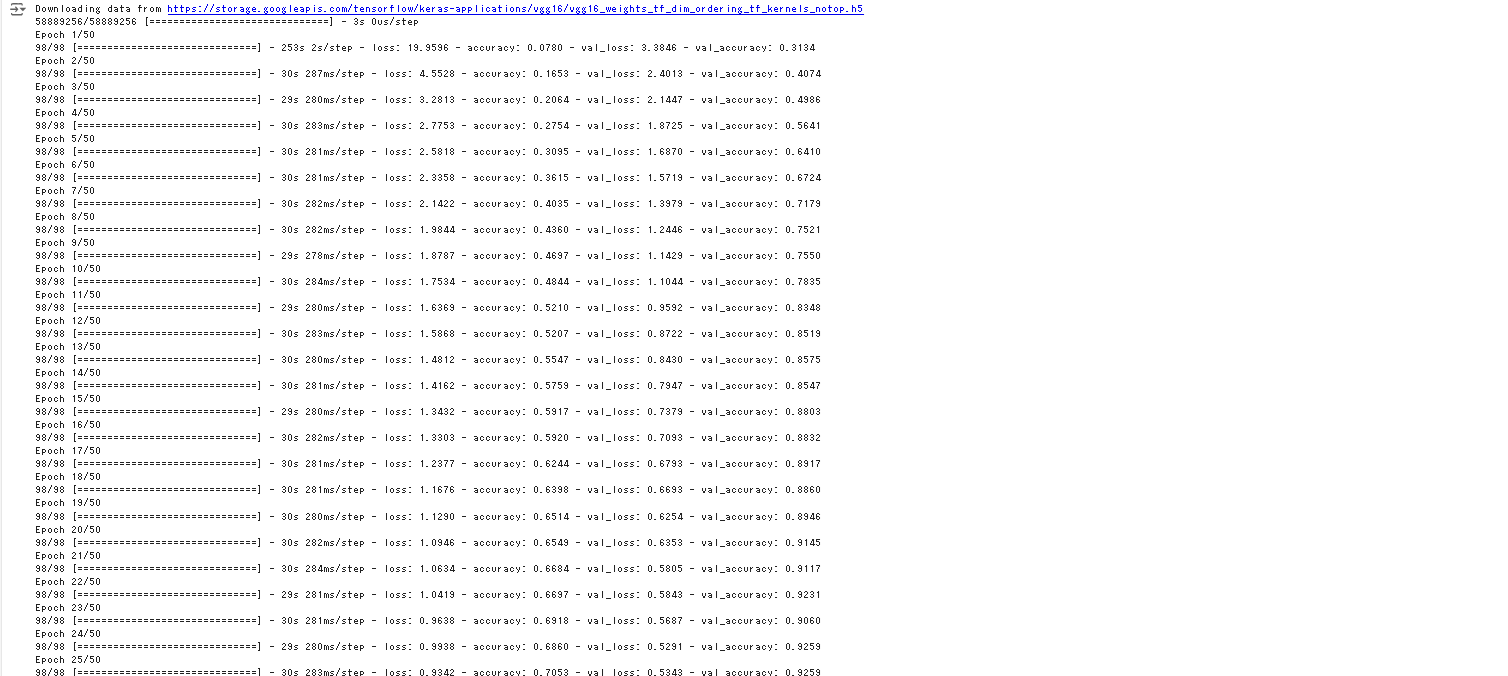 Downloading data from https://storage.googleapis.com/tensorflow/keras-applications/vgg16/vgg16_weights_tf_dim_ordering_tf_kernels_notop.h5
58889256/58889256 [==============================] - 3s 0us/step
Epoch 1/50
98/98 [==============================] - 253s 2s/step - loss: 19.9596 - accuracy: 0.0780 - val_loss: 3.3846 - val_accuracy: 0.3134
Epoch 2/50
98/98 [==============================] - 30s 287ms/step - loss: 4.5528 - accuracy: 0.1653 - val_loss: 2.4013 - val_accuracy: 0.4074
Epoch 3/50
98/98 [==============================] - 29s 280ms/step - loss: 3.2813 - accuracy: 0.2064 - val_loss: 2.1447 - val_accuracy: 0.4986
Epoch 4/50
98/98 [==============================] - 30s 283ms/step - loss: 2.7753 - accuracy: 0.2754 - val_loss: 1.8725 - val_accuracy: 0.5641
Epoch 5/50
98/98 [==============================] - 30s 281ms/step - loss: 2.5818 - accuracy: 0.3095 - val_loss: 1.6870 - val_accuracy: 0.6410
Epoch 6/50
98/98 [==============================] - 30s 281ms/step - loss: 2.3358 - accuracy: 0.3615 - val_loss: 1.5719 - val_accuracy: 0.6724
Epoch 7/50
98/98 [==============================] - 30s 282ms/step - loss: 2.1422 - accuracy: 0.4035 - val_loss: 1.3979 - val_accuracy: 0.7179
Epoch 8/50
98/98 [==============================] - 30s 282ms/step - loss: 1.9844 - accuracy: 0.4360 - val_loss: 1.2446 - val_accuracy: 0.7521
Epoch 9/50
98/98 [==============================] - 29s 278ms/step - loss: 1.8787 - accuracy: 0.4697 - val_loss: 1.1429 - val_accuracy: 0.7550
Epoch 10/50
98/98 [==============================] - 30s 284ms/step - loss: 1.7534 - accuracy: 0.4844 - val_loss: 1.1044 - val_accuracy: 0.7835
Epoch 11/50
98/98 [==============================] - 29s 280ms/step - loss: 1.6369 - accuracy: 0.5210 - val_loss: 0.9592 - val_accuracy: 0.8348
Epoch 12/50
98/98 [==============================] - 30s 283ms/step - loss: 1.5868 - accuracy: 0.5207 - val_loss: 0.8722 - val_accuracy: 0.8519
Epoch 13/50
98/98 [==============================] - 30s 280ms/step - loss: 1.4812 - accuracy: 0.5547 - val_loss: 0.8430 - val_accuracy: 0.8575
Epoch 14/50
98/98 [==============================] - 30s 281ms/step - loss: 1.4162 - accuracy: 0.5759 - val_loss: 0.7947 - val_accuracy: 0.8547
Epoch 15/50
98/98 [==============================] - 29s 280ms/step - loss: 1.3432 - accuracy: 0.5917 - val_loss: 0.7379 - val_accuracy: 0.8803
Epoch 16/50
98/98 [==============================] - 30s 282ms/step - loss: 1.3303 - accuracy: 0.5920 - val_loss: 0.7093 - val_accuracy: 0.8832
Epoch 17/50
98/98 [==============================] - 30s 281ms/step - loss: 1.2377 - accuracy: 0.6244 - val_loss: 0.6793 - val_accuracy: 0.8917
Epoch 18/50
98/98 [==============================] - 30s 281ms/step - loss: 1.1676 - accuracy: 0.6398 - val_loss: 0.6693 - val_accuracy: 0.8860
Epoch 19/50
98/98 [==============================] - 30s 280ms/step - loss: 1.1290 - accuracy: 0.6514 - val_loss: 0.6254 - val_accuracy: 0.8946
Epoch 20/50
98/98 [==============================] - 30s 282ms/step - loss: 1.0946 - accuracy: 0.6549 - val_loss: 0.6353 - val_accuracy: 0.9145
Epoch 21/50
98/98 [==============================] - 30s 284ms/step - loss: 1.0634 - accuracy: 0.6684 - val_loss: 0.5805 - val_accuracy: 0.9117
Epoch 22/50
98/98 [==============================] - 29s 281ms/step - loss: 1.0419 - accuracy: 0.6697 - val_loss: 0.5843 - val_accuracy: 0.9231
Epoch 23/50
98/98 [==============================] - 30s 281ms/step - loss: 0.9638 - accuracy: 0.6918 - val_loss: 0.5687 - val_accuracy: 0.9060
Epoch 24/50
98/98 [==============================] - 29s 280ms/step - loss: 0.9938 - accuracy: 0.6860 - val_loss: 0.5291 - val_accuracy: 0.9259
Epoch 25/50
98/98 [==============================] - 30s 283ms/step - loss: 0.9342 - accuracy: 0.7053 - val_loss: 0.5343 - val_accuracy: 0.9259